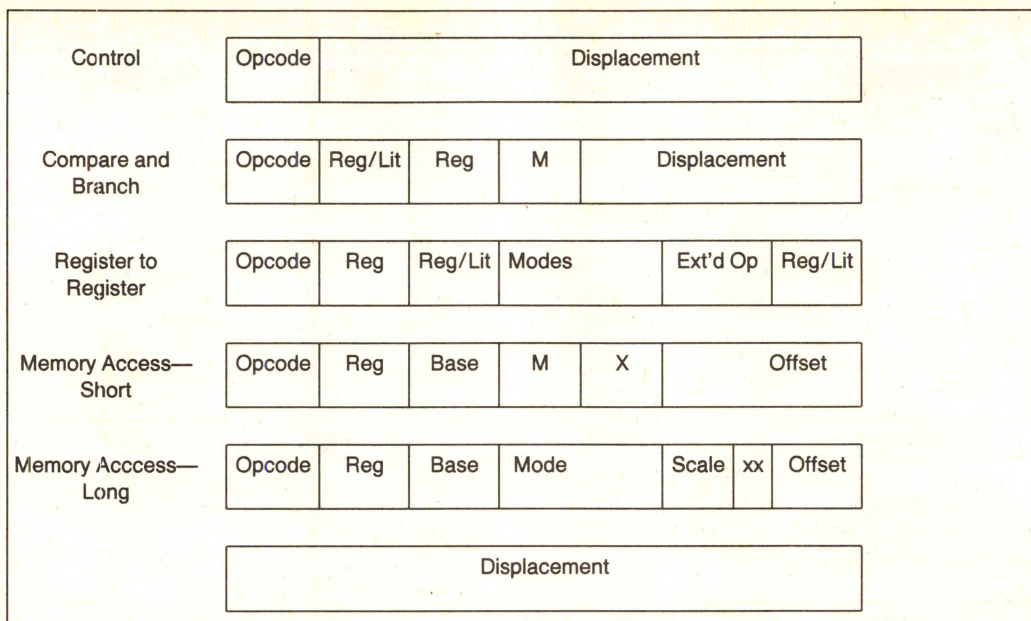 Control Opcode Displacement
Compare and Branch Opcode Reg/Lit Reg M Displacement
Register to Register Opcode Reg Reg/Lit Modes Ext'd Op Reg/Lit
Memory Access— Short Opcode Reg Base M X Offset
Memory Acccess— Long Opcode Reg Base Mode Scale xx Offset
Displacement